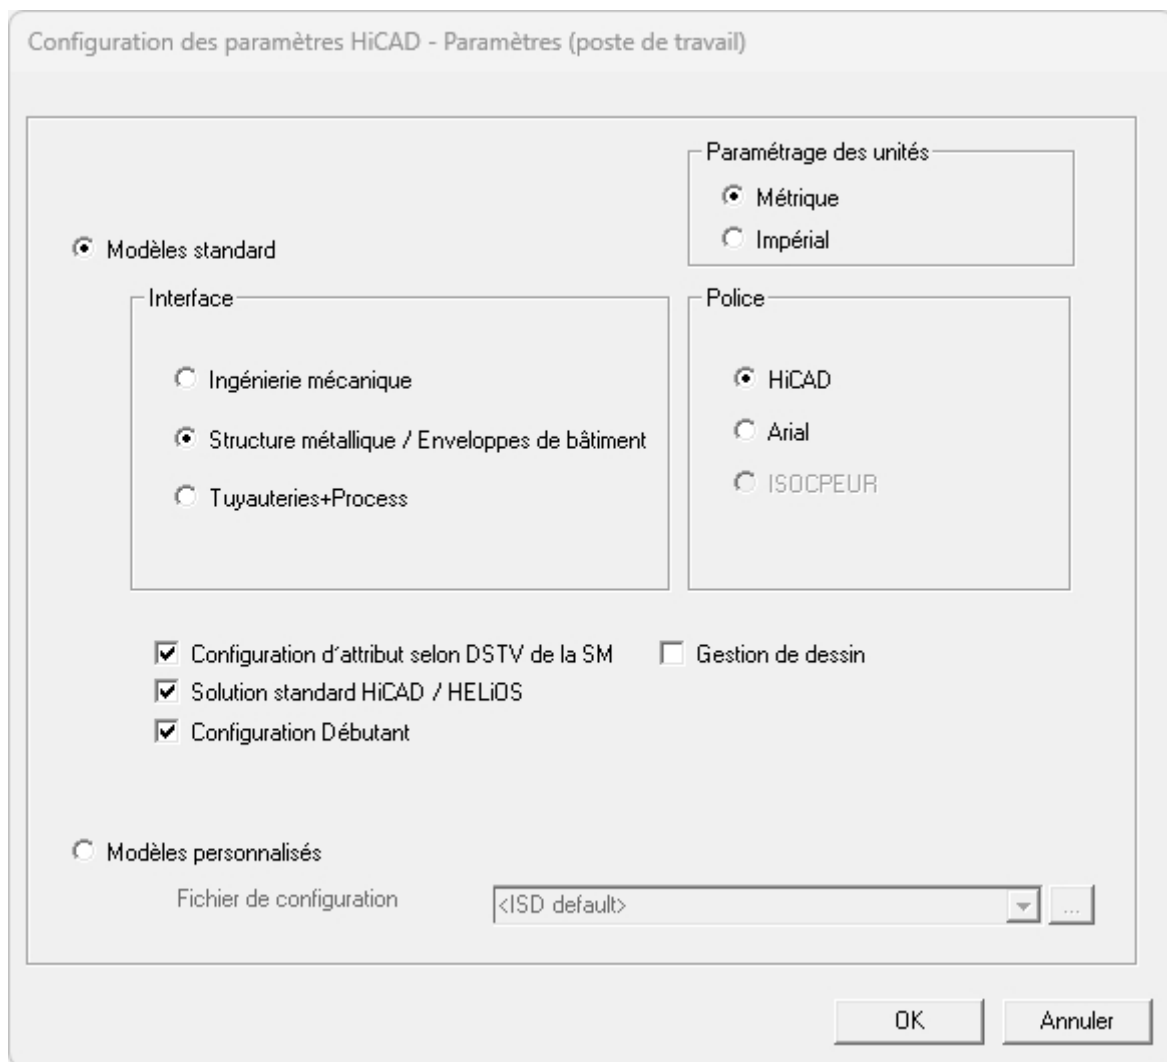 Configuration des paramètres HiCAD - Paramètres (poste de travail)
Paramétrage des unités
Métrique
Impérial
Modèles standard
Interface
Ingénierie mécanique
Structure métallique / Enveloppes de bâtiment
Tuyauteries+Process
Police
HiCAD
Arial
ISOCPEUR
Configuration d´attribut selon DSTV de la SM
Gestion de dessin
Solution standard HiCAD / HELiOS
Configuration Débutant
Modèles personnalisés
Fichier de configuration
<ISD default>
...
OK
Annuler